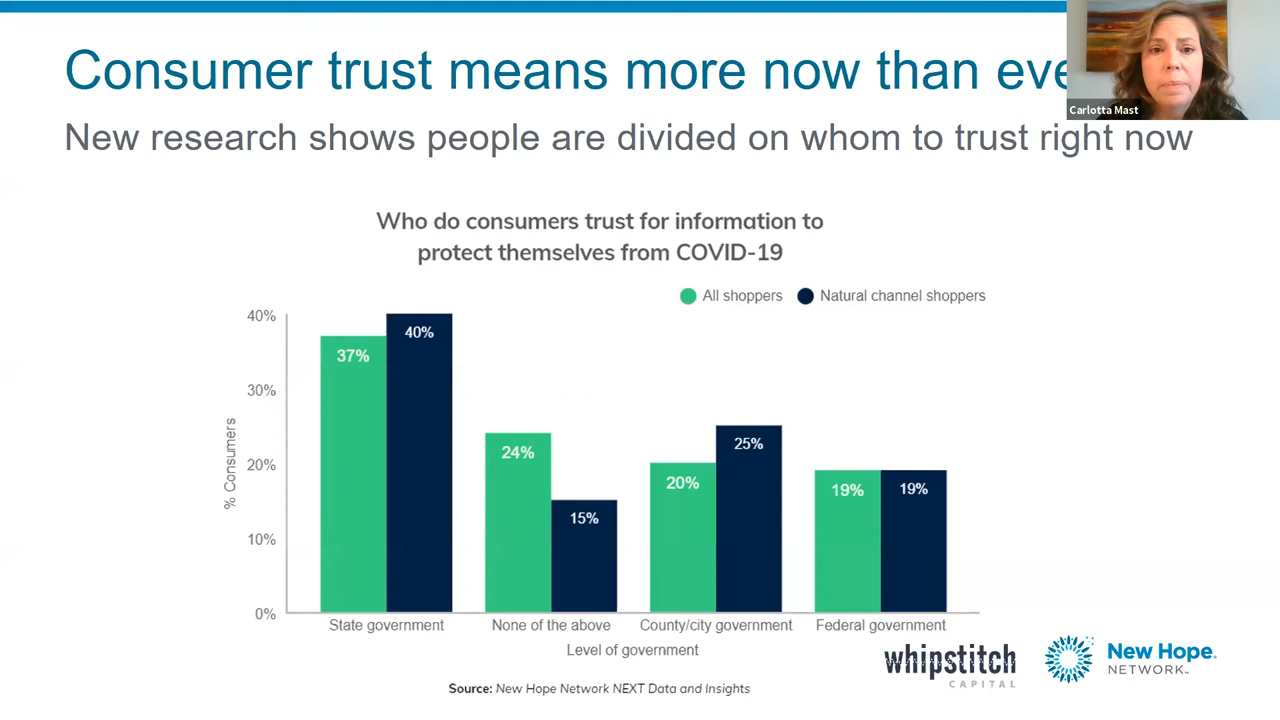 Consumer trust means more now than eve
Carlotta Mast
New research shows people are divided on whom to trust right now
Who do consumers trust for information to
protect themselves from COVID-19
All shoppers
Natural channel shoppers
40%
30%
20%
10%
0%
% Consumers
37%
40%
24%
15%
20%
25%
19%
19%
State government
None of the above
County/city government
Federal government
Level of government
whipstitch
CAPITAL
New Hope
NETWORK
Source: New Hope Network NEXT Data and Insights